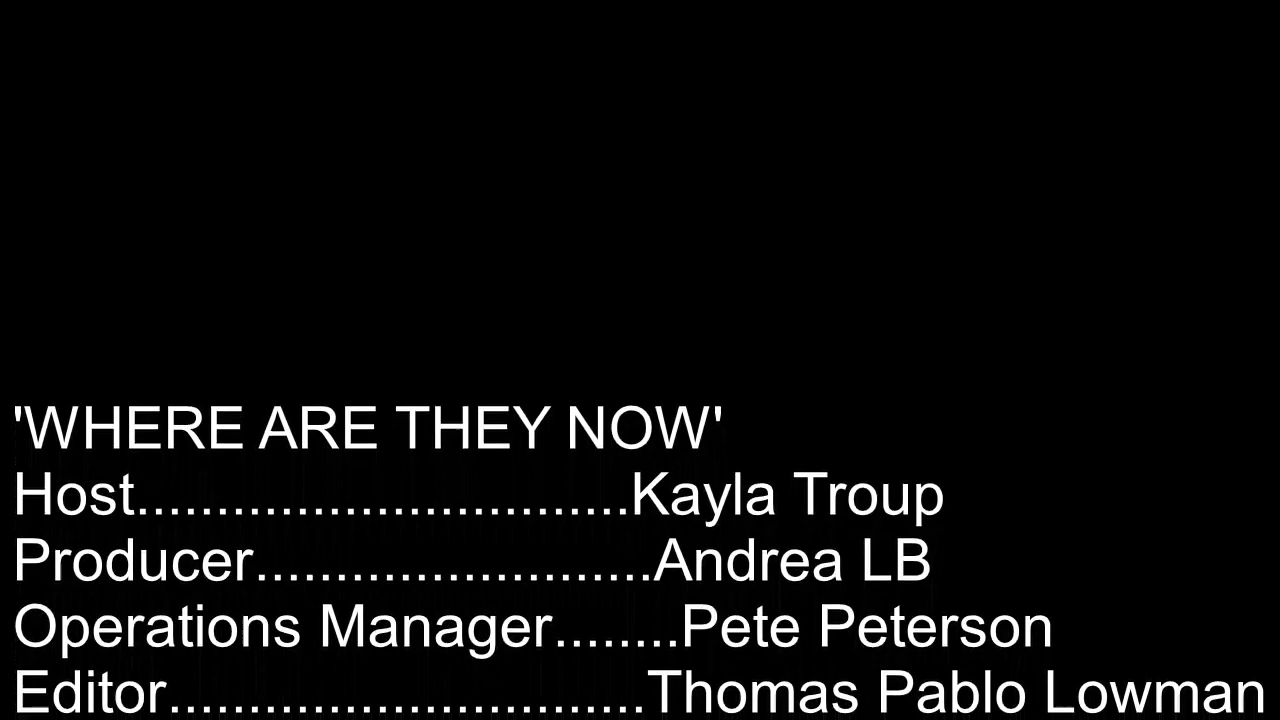 'WHERE ARE THEY NOW'
Host...............................Kayla Troup
Producer.........................Andrea LB
Operations Manager........Pete Peterson
Editor..............................Thomas Pablo Lowman